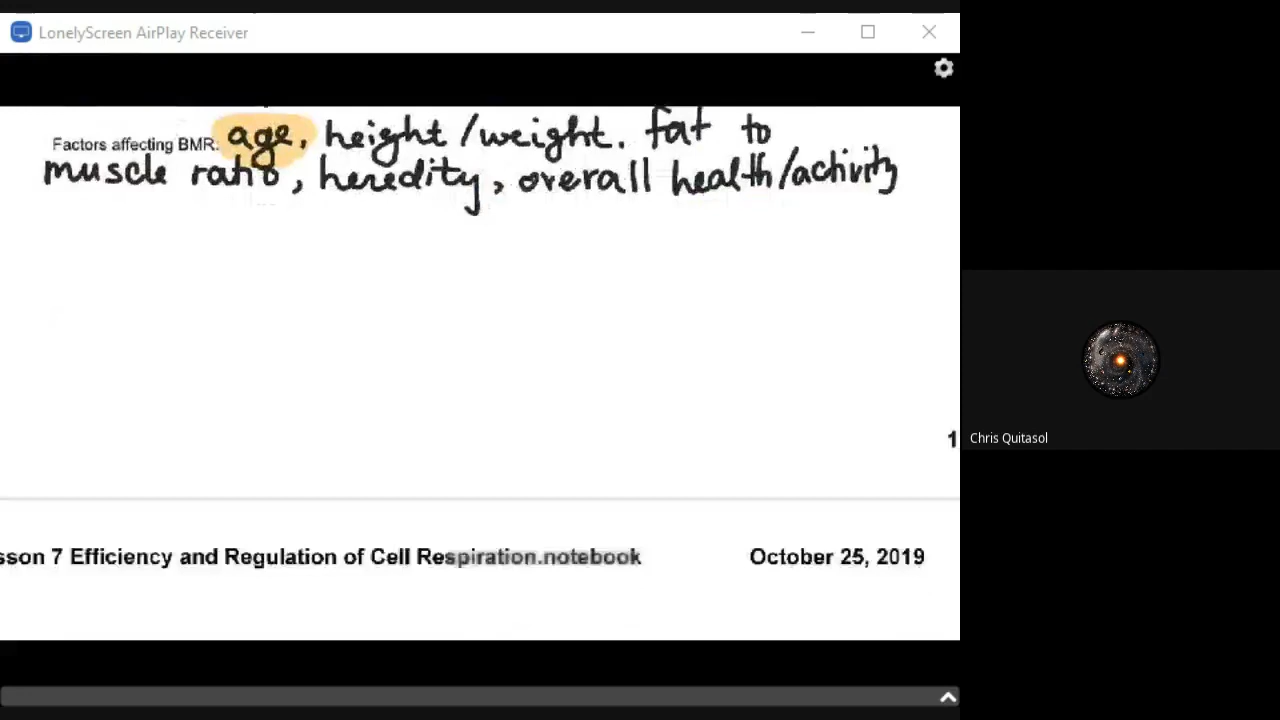 LonelyScreen AirPlay Receiver
Factors affecting BMR: age, height/weight. fat to
muscle ratio, heredity, overall health/activity
1
Chris Quitasol
sson 7 Efficiency and Regulation of Cell Respiration.notebook October 25, 2019